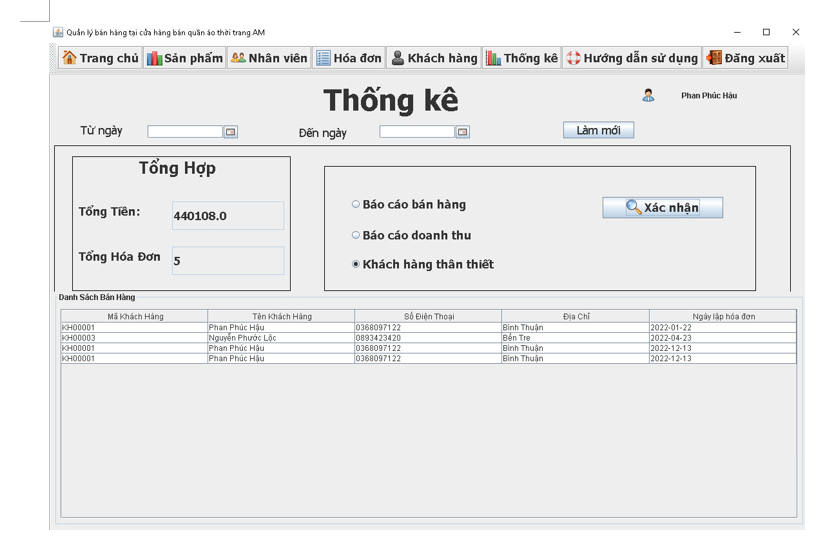 Quản lý bán hàng tại cửa hàng bán quần áo thời trang AM
Trang chủ Sản phẩm Nhân viên Hóa đơn Khách hàng Thống kê Hướng dẫn sử dụng Đăng xuất
Thống kê
Phan Phúc Hậu
Từ ngày Đến ngày Làm mới
Tổng Hợp
Tổng Tiền: 440108.0
Tổng Hóa Đơn 5
Báo cáo bán hàng
Báo cáo doanh thu
Khách hàng thân thiết
Xác nhận
Danh Sách Bán Hàng
Mã Khách Hàng Tên Khách Hàng Số Điện Thoại Địa Chỉ Ngày lập hóa đơn
KH00001 Phan Phúc Hậu 0368097122 Bình Thuận 2022-01-22
KH00003 Nguyễn Phước Lộc 0893423420 Bến Tre 2022-04-23
KH00001 Phan Phúc Hậu 0368097122 Bình Thuận 2022-12-13
KH00001 Phan Phúc Hậu 0368097122 Bình Thuận 2022-12-13